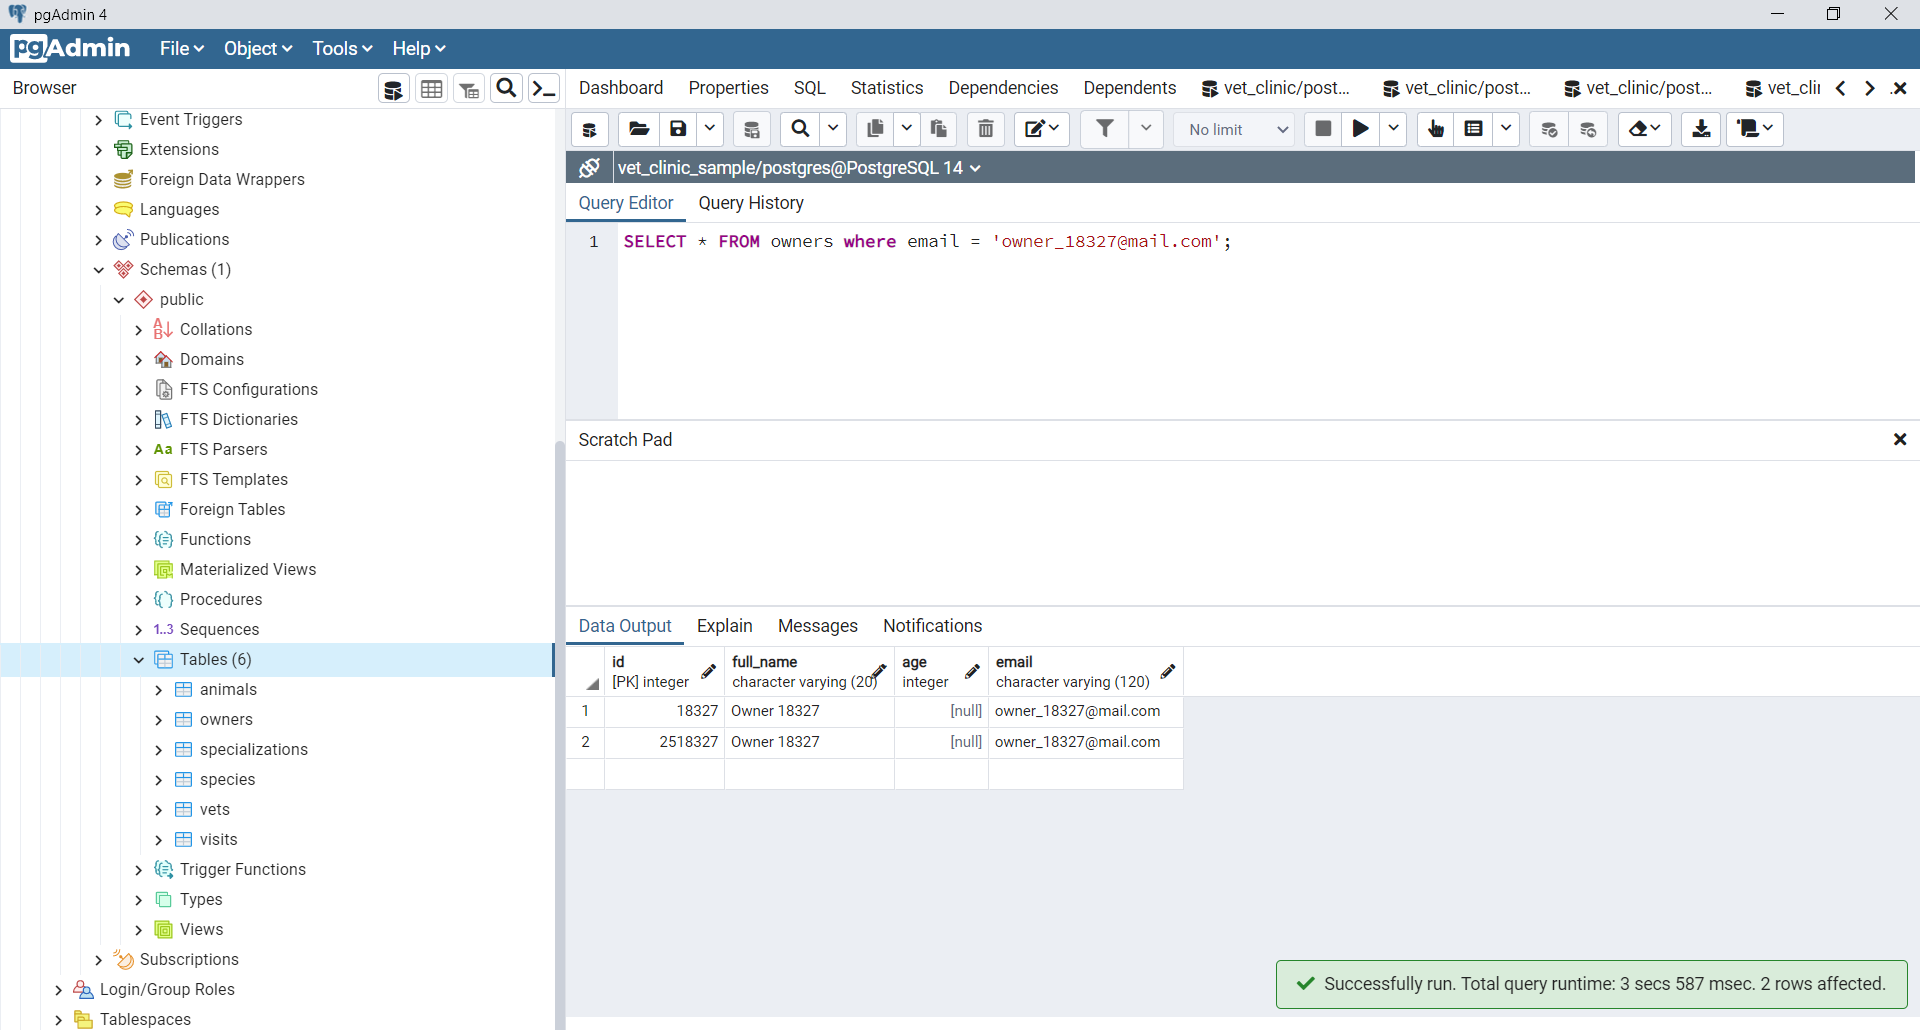 pgAdmin 4
pgAdmin File Object Tools Help
Browser
Dashboard Properties SQL Statistics Dependencies Dependents vet_clinic/post... vet_clinic/post... vet_clinic/post... vet_cli
No limit
vet_clinic_sample/postgres@PostgreSQL 14
Query Editor Query History
1 SELECT * FROM owners where email = 'owner_18327@mail.com';
Event Triggers
Extensions
Foreign Data Wrappers
Languages
Publications
Schemas (1)
public
Collations
Domains
FTS Configurations
FTS Dictionaries
Aa FTS Parsers
FTS Templates
Foreign Tables
Functions
Materialized Views
Procedures
1..3 Sequences
Tables (6)
animals
owners
specializations
species
vets
visits
Trigger Functions
Types
Views
Subscriptions
Login/Group Roles
Tablespaces
Scratch Pad
Data Output Explain Messages Notifications
id full_name age email
[PK] integer character varying (20) integer character varying (120)
1 18327 Owner 18327 [null] owner_18327@mail.com
2 2518327 Owner 18327 [null] owner_18327@mail.com
Successfully run. Total query runtime: 3 secs 587 msec. 2 rows affected.